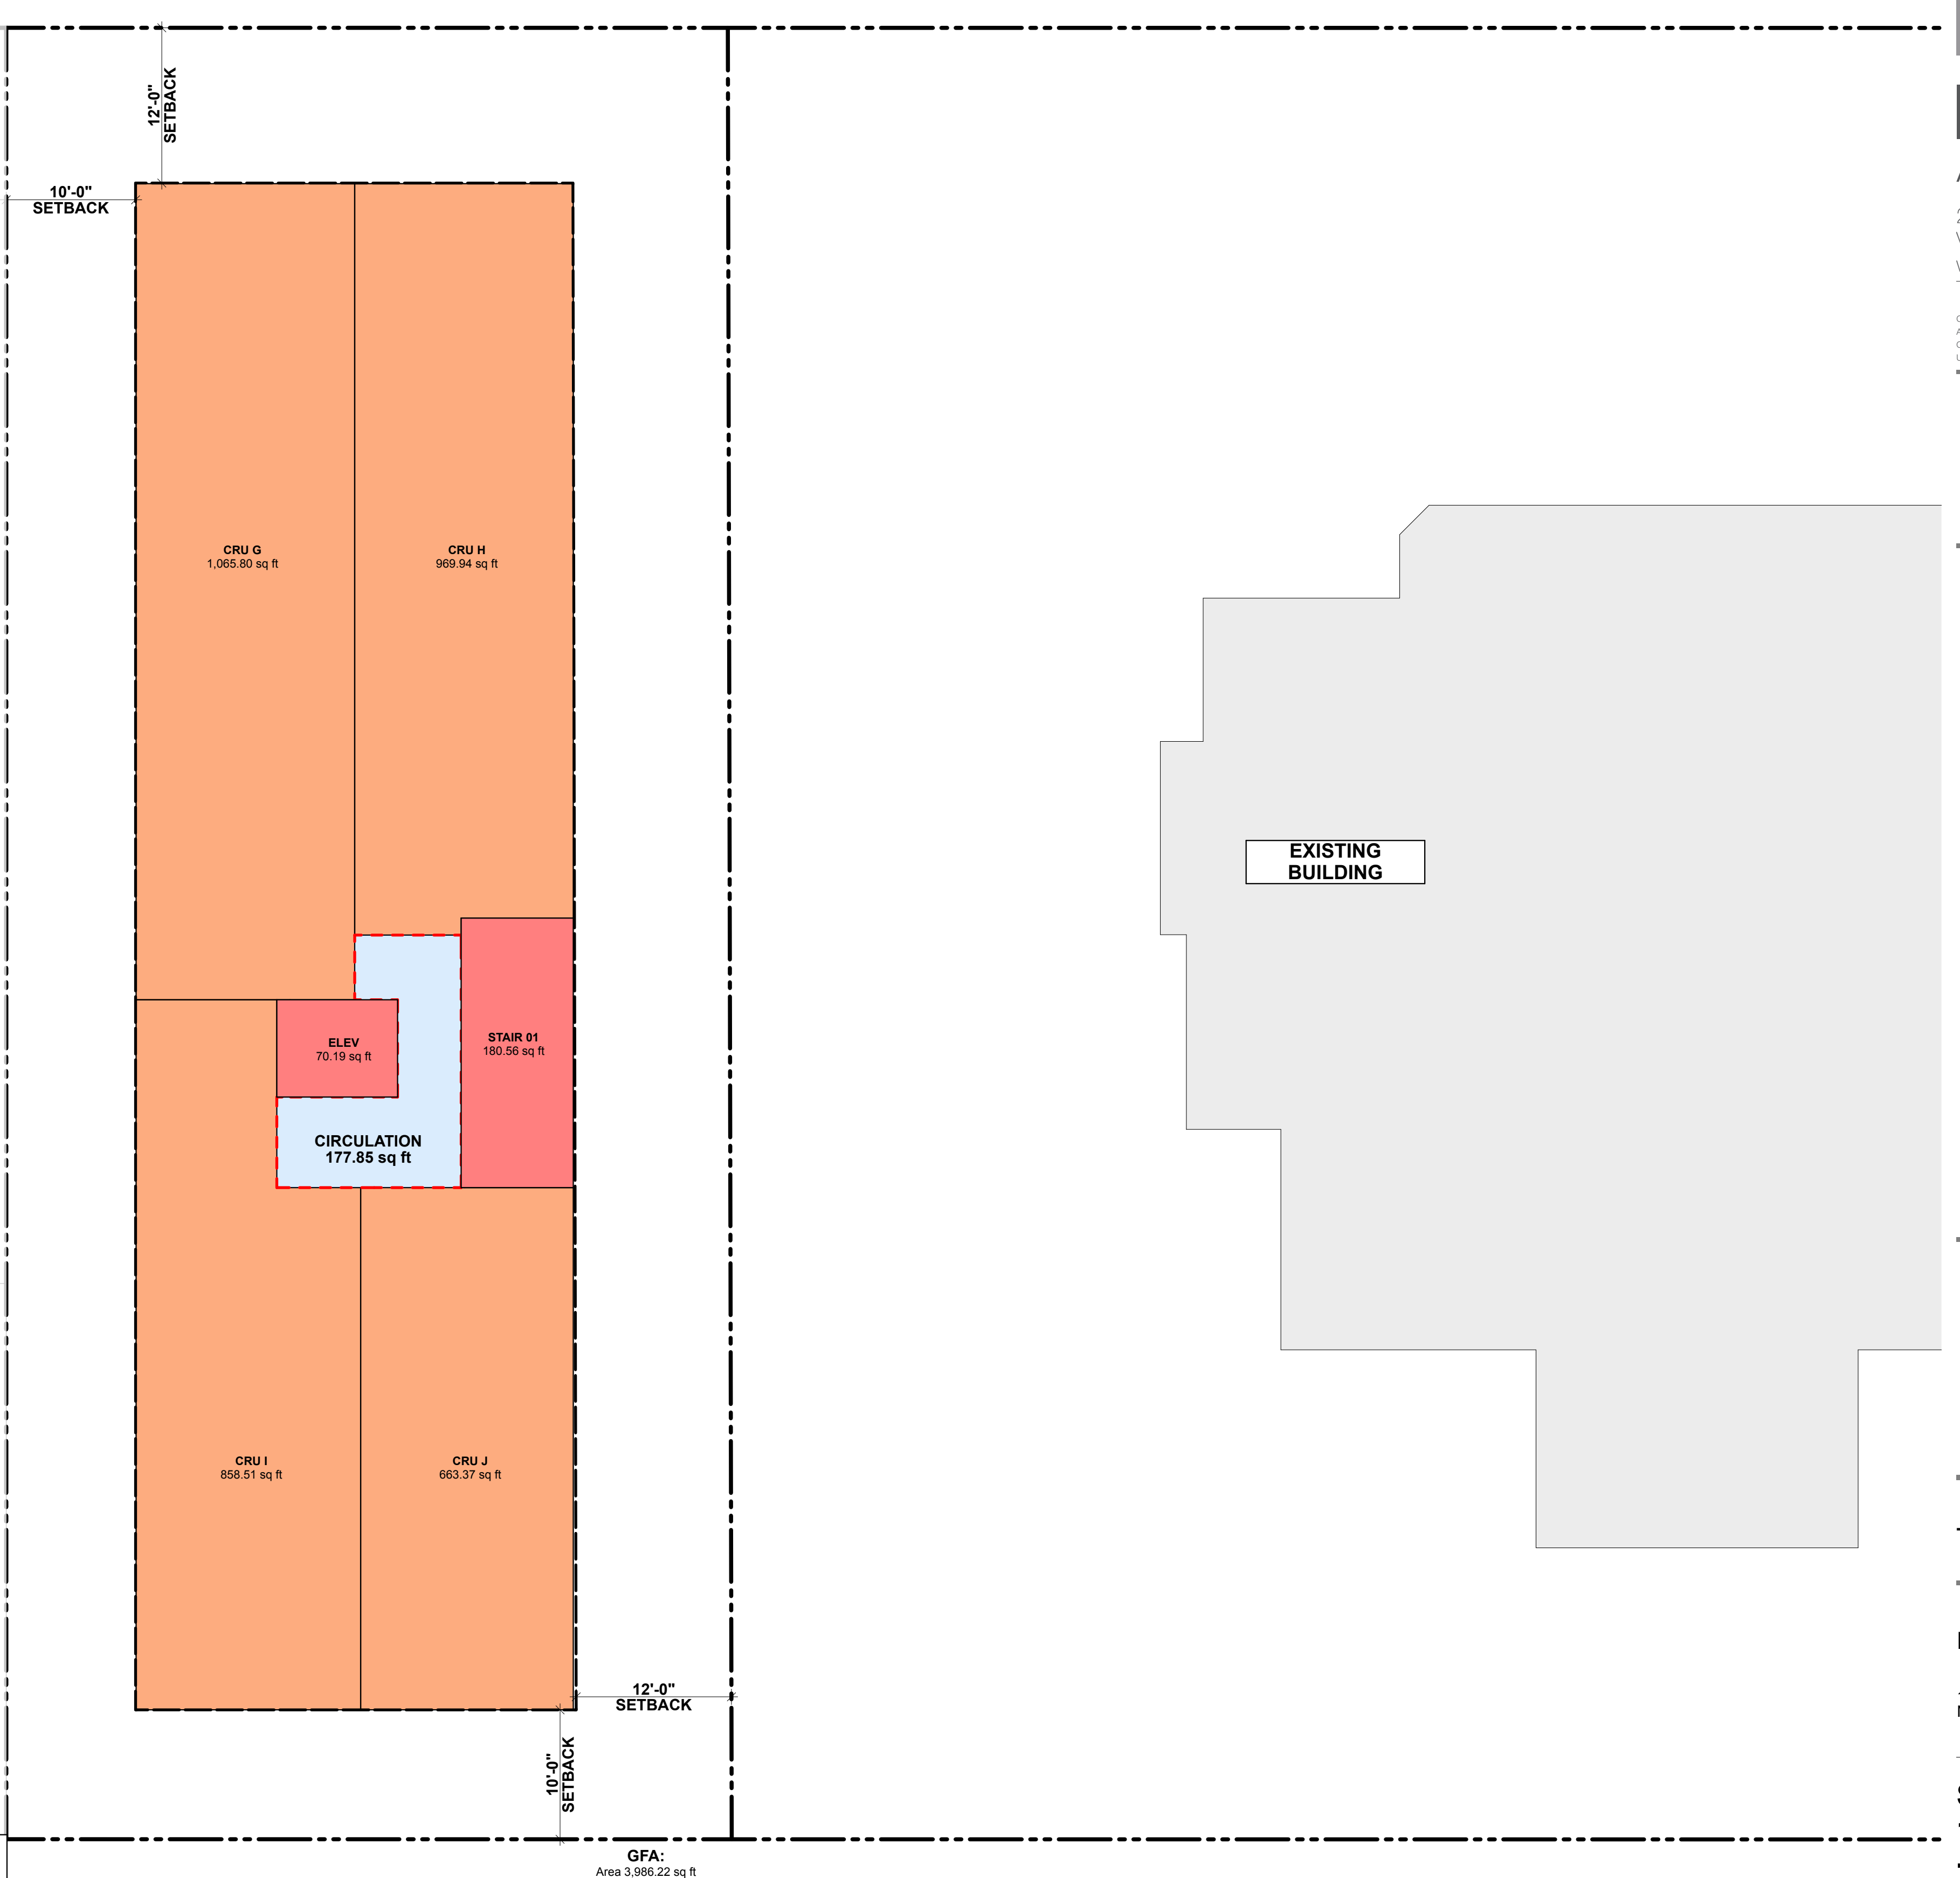 12'-0"
SETBACK
10'-0"
SETBACK
CRU G
1,065.80 sq ft
CRU H
969.94 sq ft
EXISTING
BUILDING
ELEV
70.19 sq ft
STAIR 01
180.56 sq ft
CIRCULATION
177.85 sq ft
CRU I
858.51 sq ft
CRU J
663.37 sq ft
12'-0"
SETBACK
10'-0"
SETBACK
GFA:
Area 3,986.22 sq ft